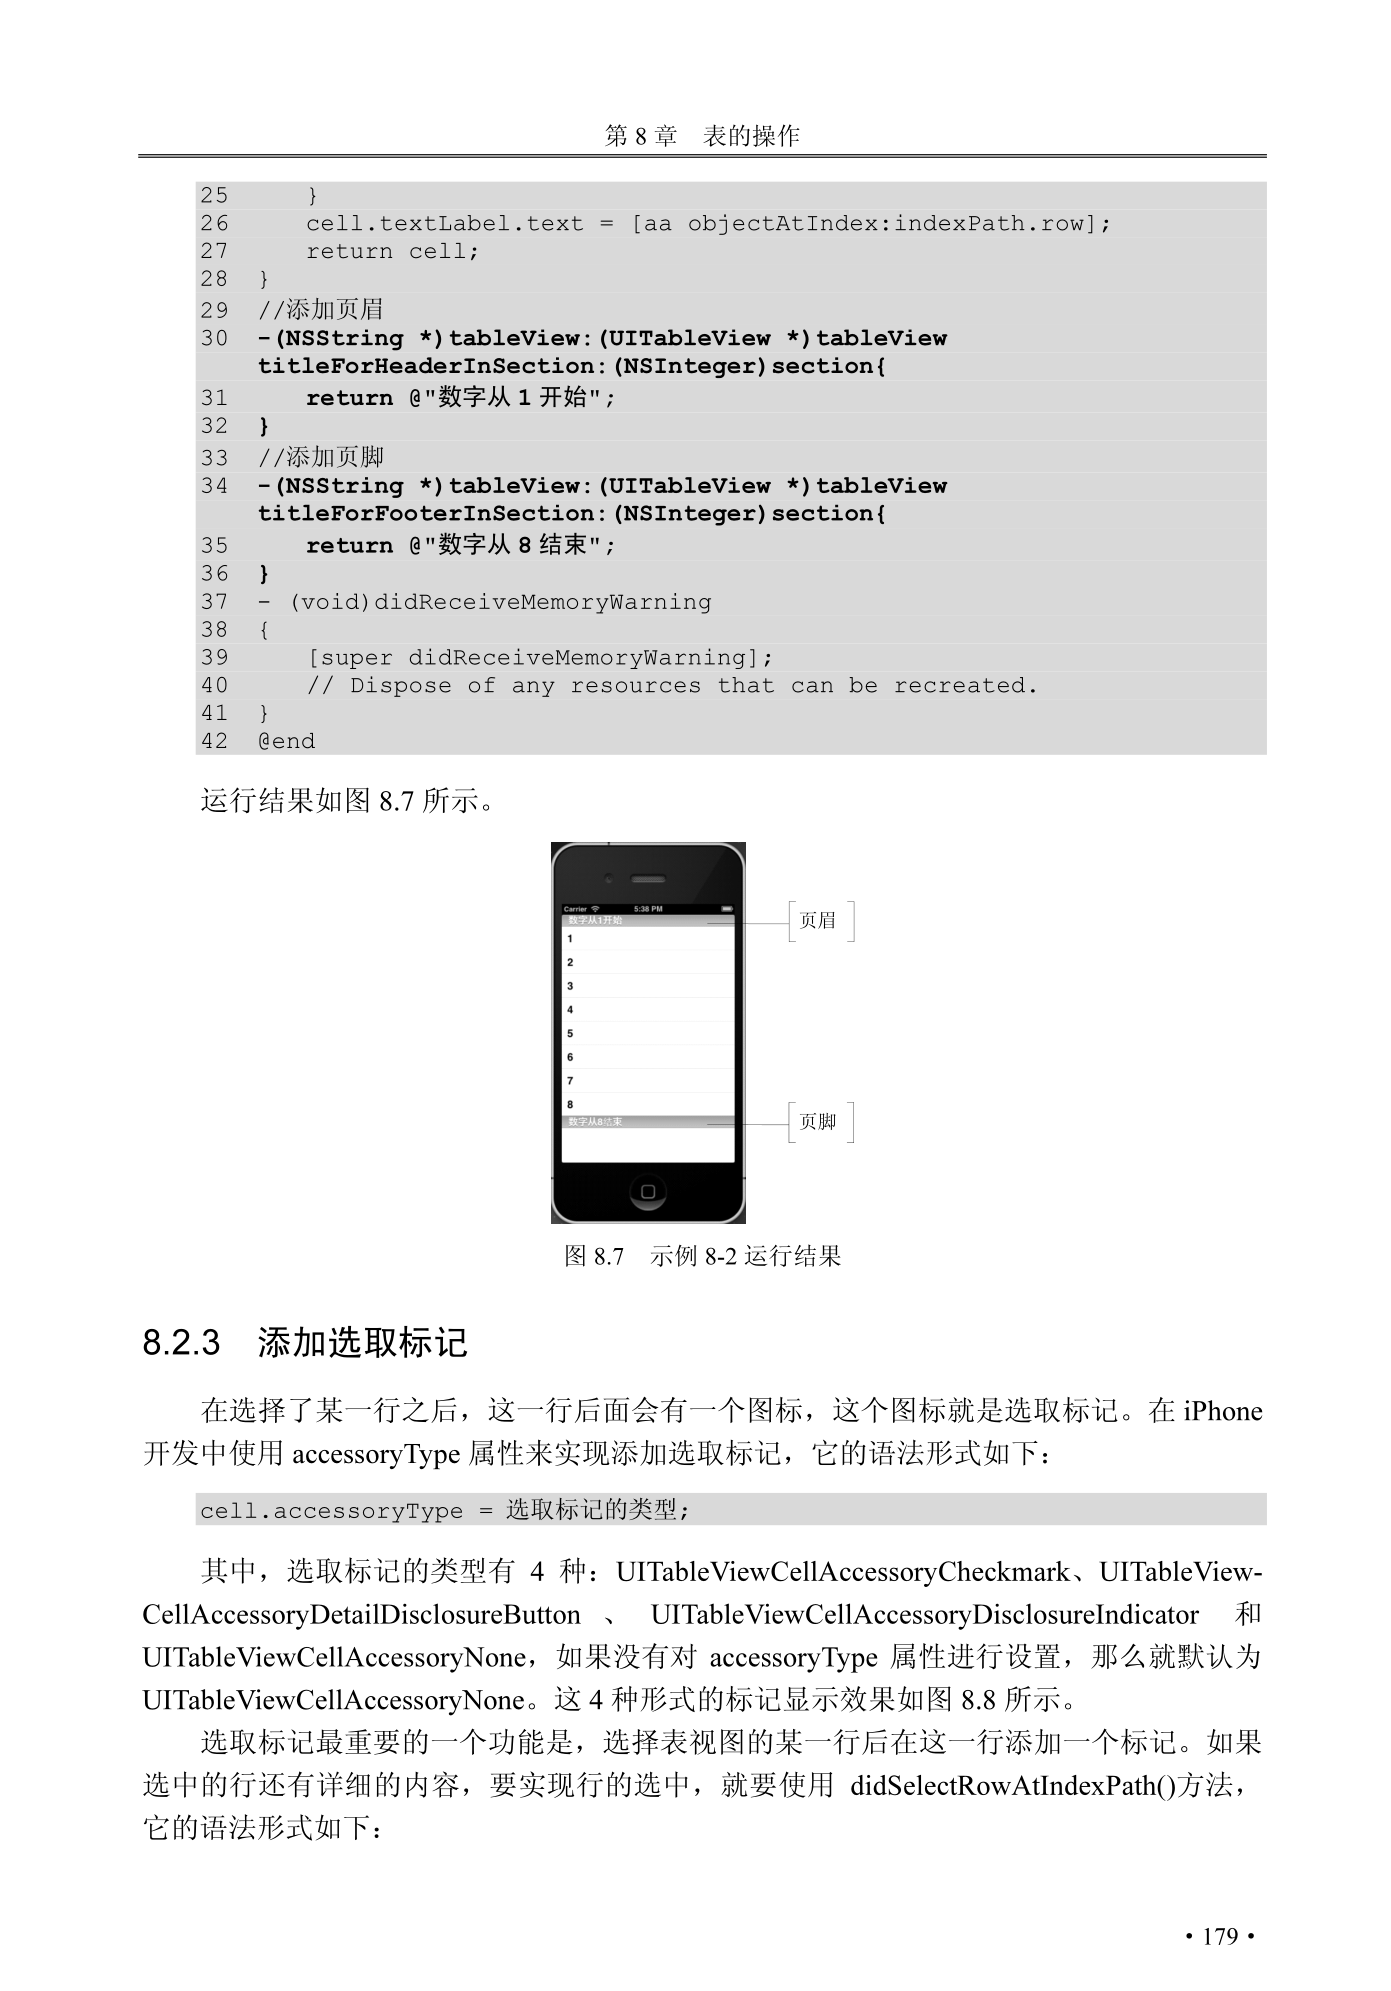 第 8 章　表的操作
25        }
26        cell.textLabel.text = [aa objectAtIndex:indexPath.row];
27        return cell;
28    }
29    //添加页眉
30    -(NSString *)tableView:(UITableView *)tableView
titleForHeaderInSection:(NSInteger)section{
31        return @"数字从 1 开始";
32    }
33    //添加页脚
34    -(NSString *)tableView:(UITableView *)tableView
titleForFooterInSection:(NSInteger)section{
35        return @"数字从 8 结束";
36    }
37    - (void)didReceiveMemoryWarning
38    {
39        [super didReceiveMemoryWarning];
40        // Dispose of any resources that can be recreated.
41    }
42    @end
运行结果如图 8.7 所示。
Carrier 5:38 PM
数字从1开始
页眉
1
2
3
4
5
6
7
8
数字从8结束
页脚
图 8.7　示例 8-2 运行结果
8.2.3　添加选取标记
在选择了某一行之后，这一行后面会有一个图标，这个图标就是选取标记。在 iPhone
开发中使用 accessoryType 属性来实现添加选取标记，它的语法形式如下：
cell.accessoryType = 选取标记的类型;
其中，选取标记的类型有 4 种：UITableViewCellAccessoryCheckmark、UITableView-
CellAccessoryDetailDisclosureButton 、 UITableViewCellAccessoryDisclosureIndicator 和
UITableViewCellAccessoryNone，如果没有对 accessoryType 属性进行设置，那么就默认为
UITableViewCellAccessoryNone。这 4 种形式的标记显示效果如图 8.8 所示。
选取标记最重要的一个功能是，选择表视图的某一行后在这一行添加一个标记。如果
选中的行还有详细的内容，要实现行的选中，就要使用 didSelectRowAtIndexPath()方法，
它的语法形式如下：
• 179 •